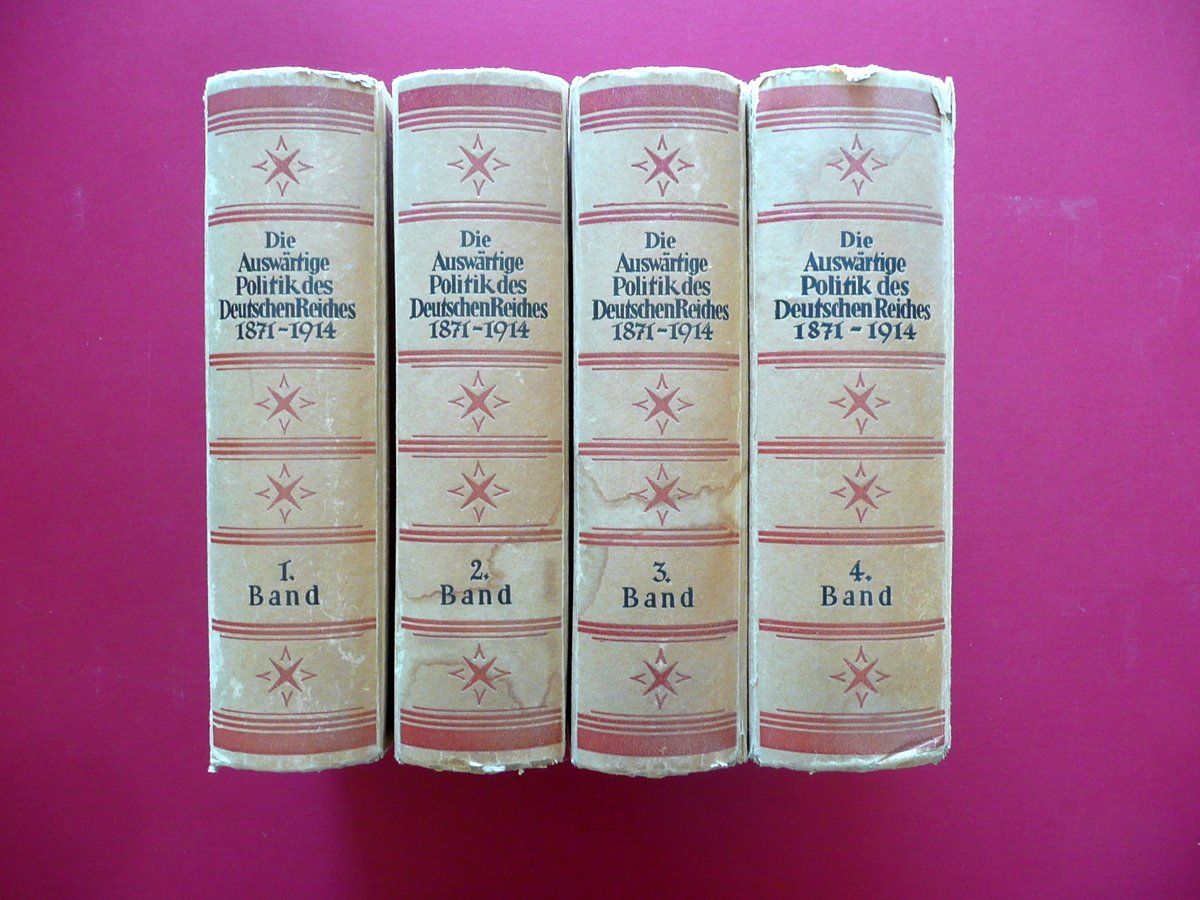 Die
Auswärtige
Politik des
Deutschen Reiches
1871-1914
1.
Band
Die
Auswärtige
Politik des
Deutschen Reiches
1871-1914
2.
Band
Die
Auswärtige
Politik des
Deutschen Reiches
1871-1914
3.
Band
Die
Auswärtige
Politik des
Deutschen Reiches
1871-1914
4.
Band